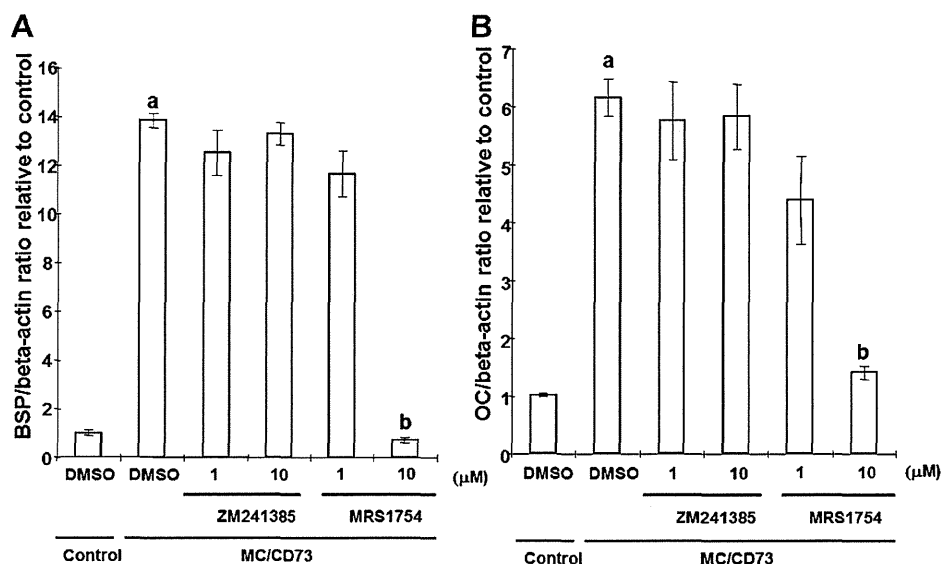 A
BSP/beta-actin ratio relative to control
16
14
12
10
8
6
4
2
0
a
b
DMSO DMSO 1 10 1 10 (μM)
ZM241385 MRS1754
Control MC/CD73
B
OC/beta-actin ratio relative to control
7
6
5
4
3
2
1
0
a
b
DMSO DMSO 1 10 1 10 (μM)
ZM241385 MRS1754
Control MC/CD73